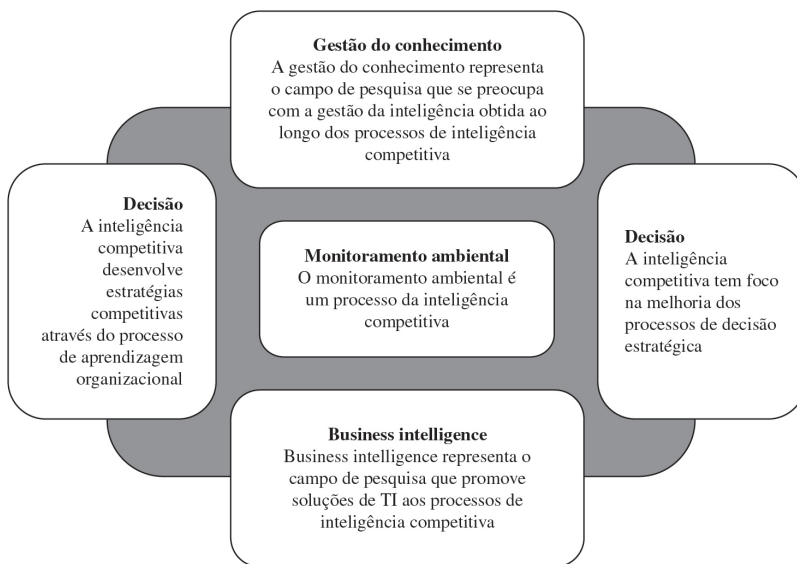 Gestão do conhecimento
A gestão do conhecimento representa
o campo de pesquisa que se preocupa
com a gestão da inteligência obtida ao
longo dos processos de inteligência
competitiva
Decisão
A inteligência
competitiva
desenvolve
estratégias
competitivas
através do processo
de aprendizagem
organizacional
Monitoramento ambiental
O monitoramento ambiental é
um processo da inteligência
competitiva
Decisão
A inteligência
competitiva tem foco
na melhoria dos
processos de decisão
estratégica
Business intelligence
Business intelligence representa o
campo de pesquisa que promove
soluções de TI aos processos de
inteligência competitiva